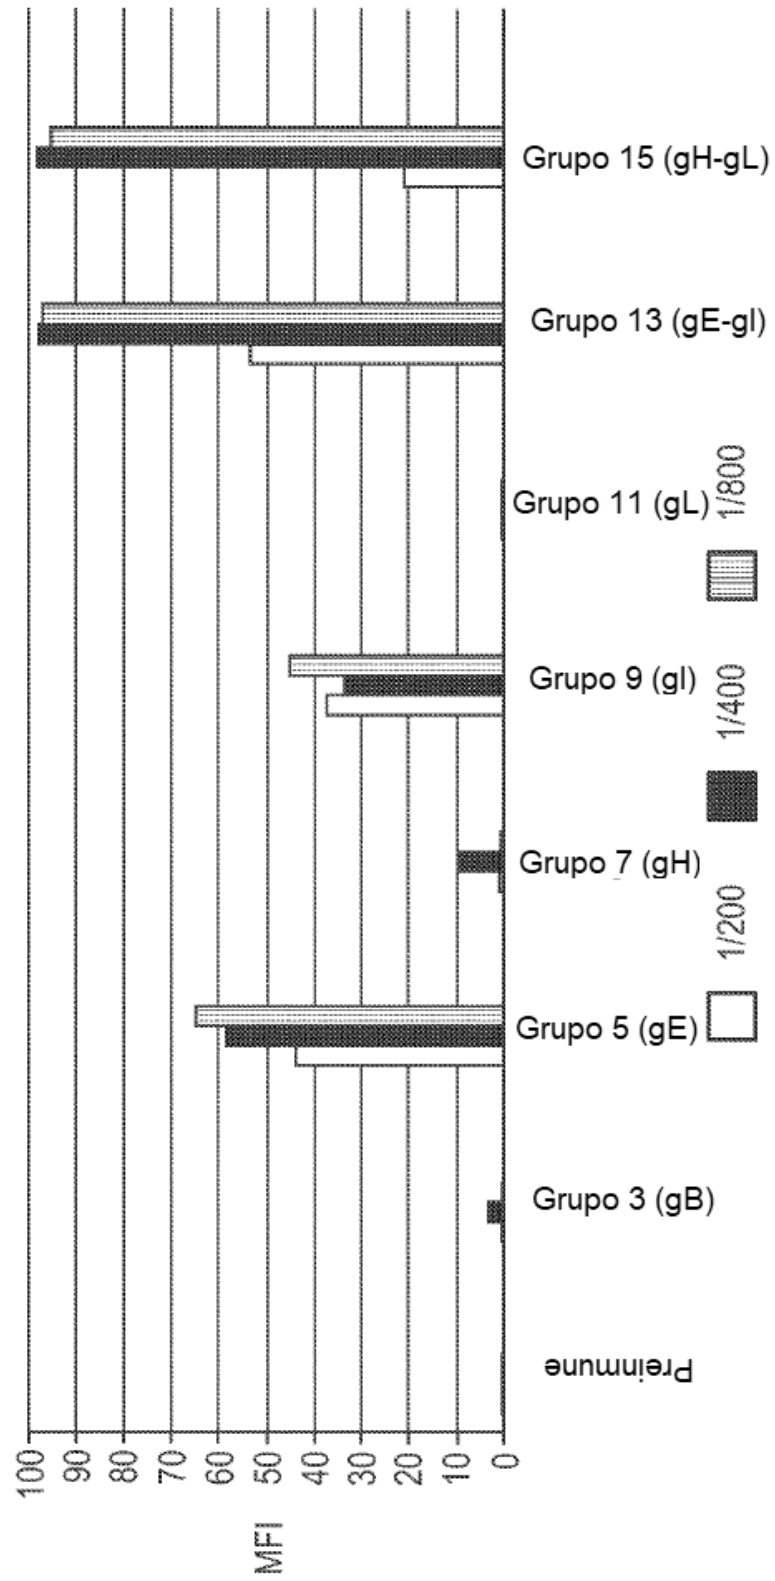 Grupo 15 (gH-gL)
Grupo 13 (gE-gI)
Grupo 11 (gL)
Grupo 9 (gI)
Grupo 7 (gH)
Grupo 5 (gE)
Grupo 3 (gB)
Preinmune
1/200
1/400
1/800
100
90
80
70
60
50
40
30
20
10
0
MFI